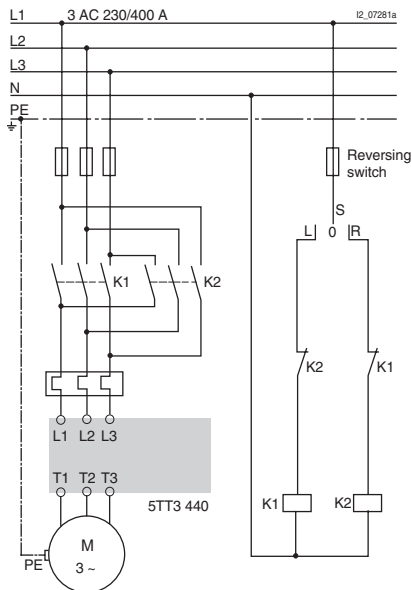 L1 3 AC 230/400 A I2_07281a
L2
L3
N
PE
Reversing
switch
S
L 0 R
K1 K2
K2 K1
L1 L2 L3
T1 T2 T3
5TT3 440
K1 K2
M
3 ~
PE